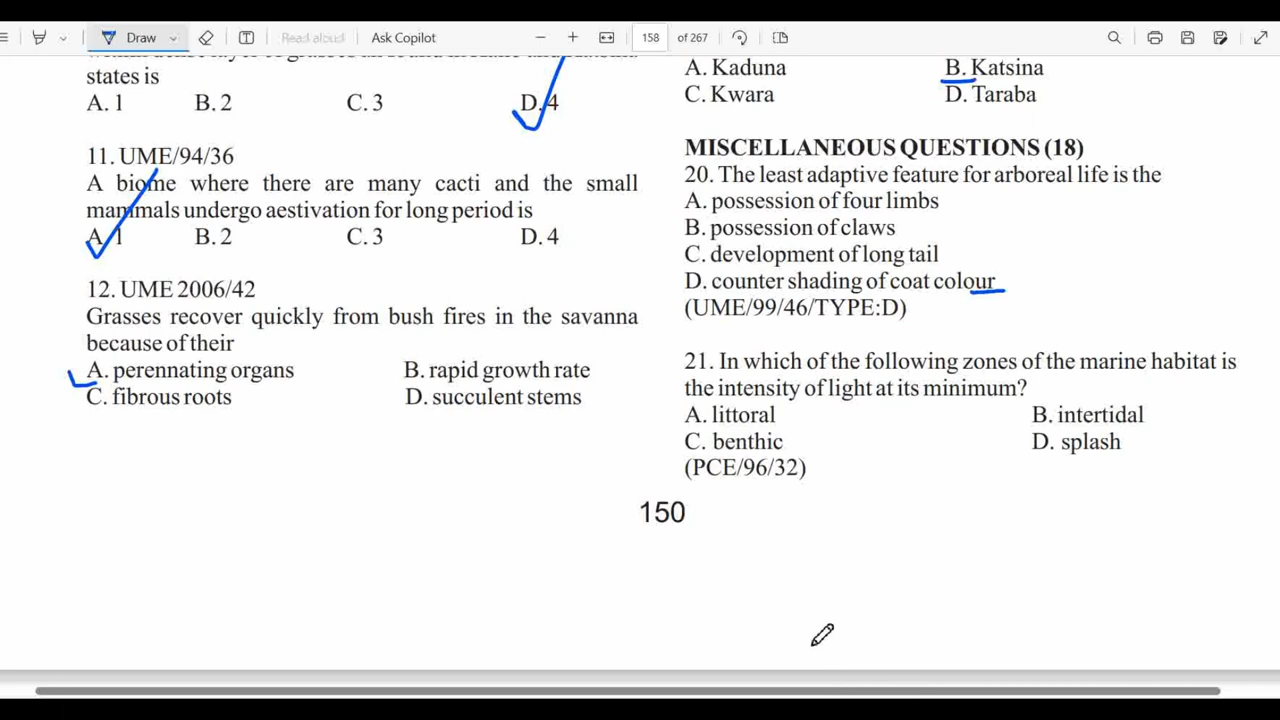 Draw
Read aloud
Ask Copilot
158
of 267
states is
A. 1 B. 2 C. 3 D. 4
11. UME/94/36
A biome where there are many cacti and the small
mammals undergo aestivation for long period is
A. 1 B. 2 C. 3 D. 4
12. UME 2006/42
Grasses recover quickly from bush fires in the savanna
because of their
A. perennating organs B. rapid growth rate
C. fibrous roots D. succulent stems
A. Kaduna B. Katsina
C. Kwara D. Taraba
MISCELLANEOUS QUESTIONS (18)
20. The least adaptive feature for arboreal life is the
A. possession of four limbs
B. possession of claws
C. development of long tail
D. counter shading of coat colour
(UME/99/46/TYPE:D)
21. In which of the following zones of the marine habitat is
the intensity of light at its minimum?
A. littoral B. intertidal
C. benthic D. splash
(PCE/96/32)
150